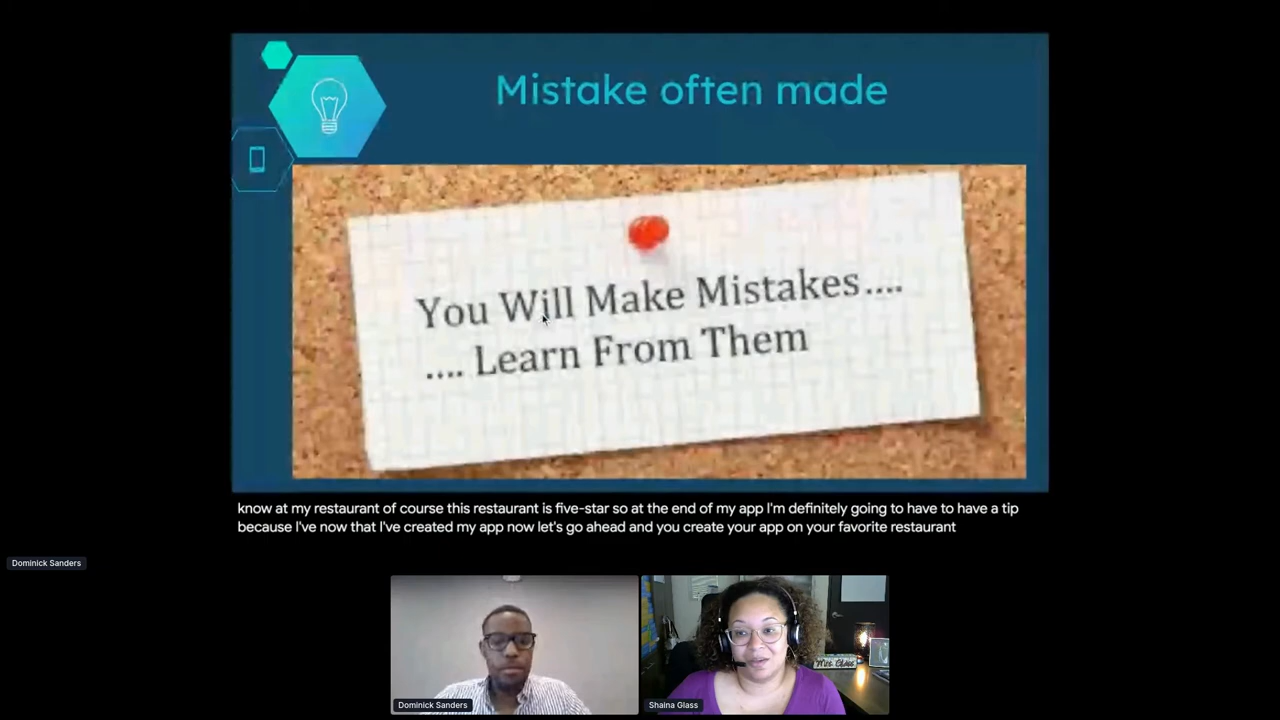 Mistake often made
You Will Make Mistakes....
.... Learn From Them
know at my restaurant of course this restaurant is five-star so at the end of my app I'm definitely going to have to have a tip
because I've now that I've created my app now let's go ahead and you create your app on your favorite restaurant
Dominick Sanders
Mrs. Glass
Dominick Sanders
Shaina Glass